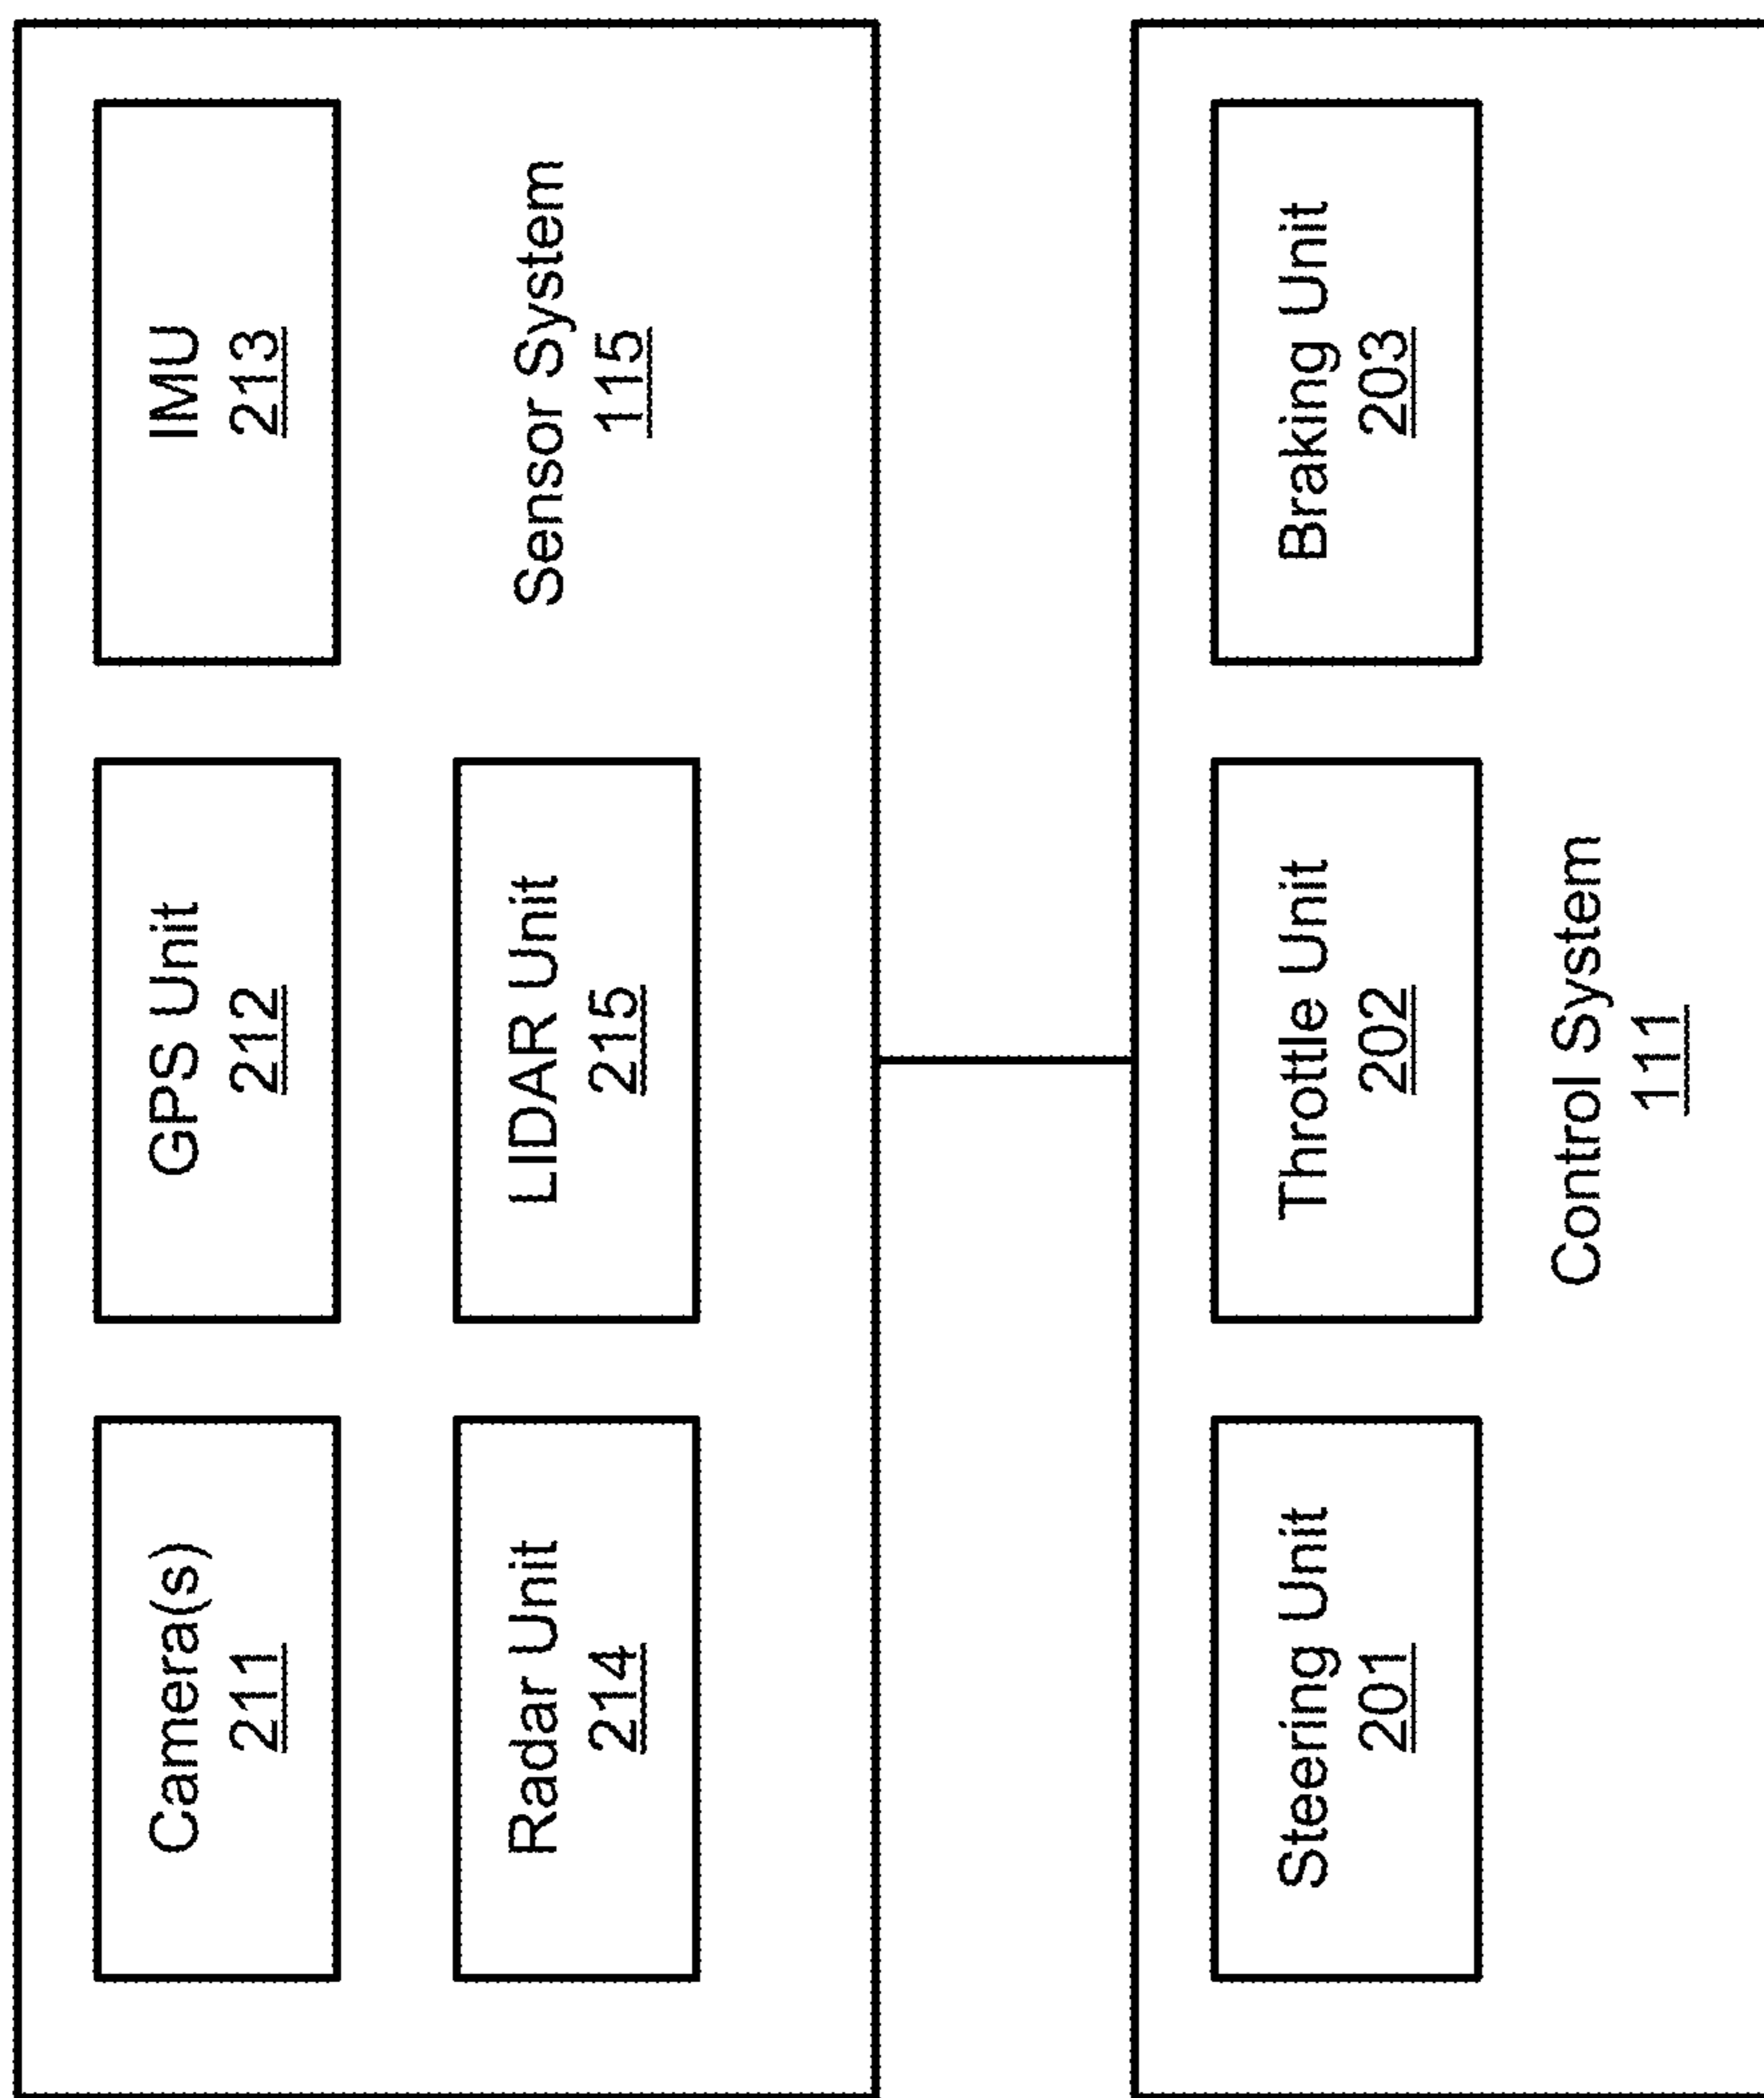 Camera(s)
211
GPS Unit
212
IMU
213
Radar Unit
214
LIDAR Unit
215
Sensor System
115
Steering Unit
201
Throttle Unit
202
Braking Unit
203
Control System
111